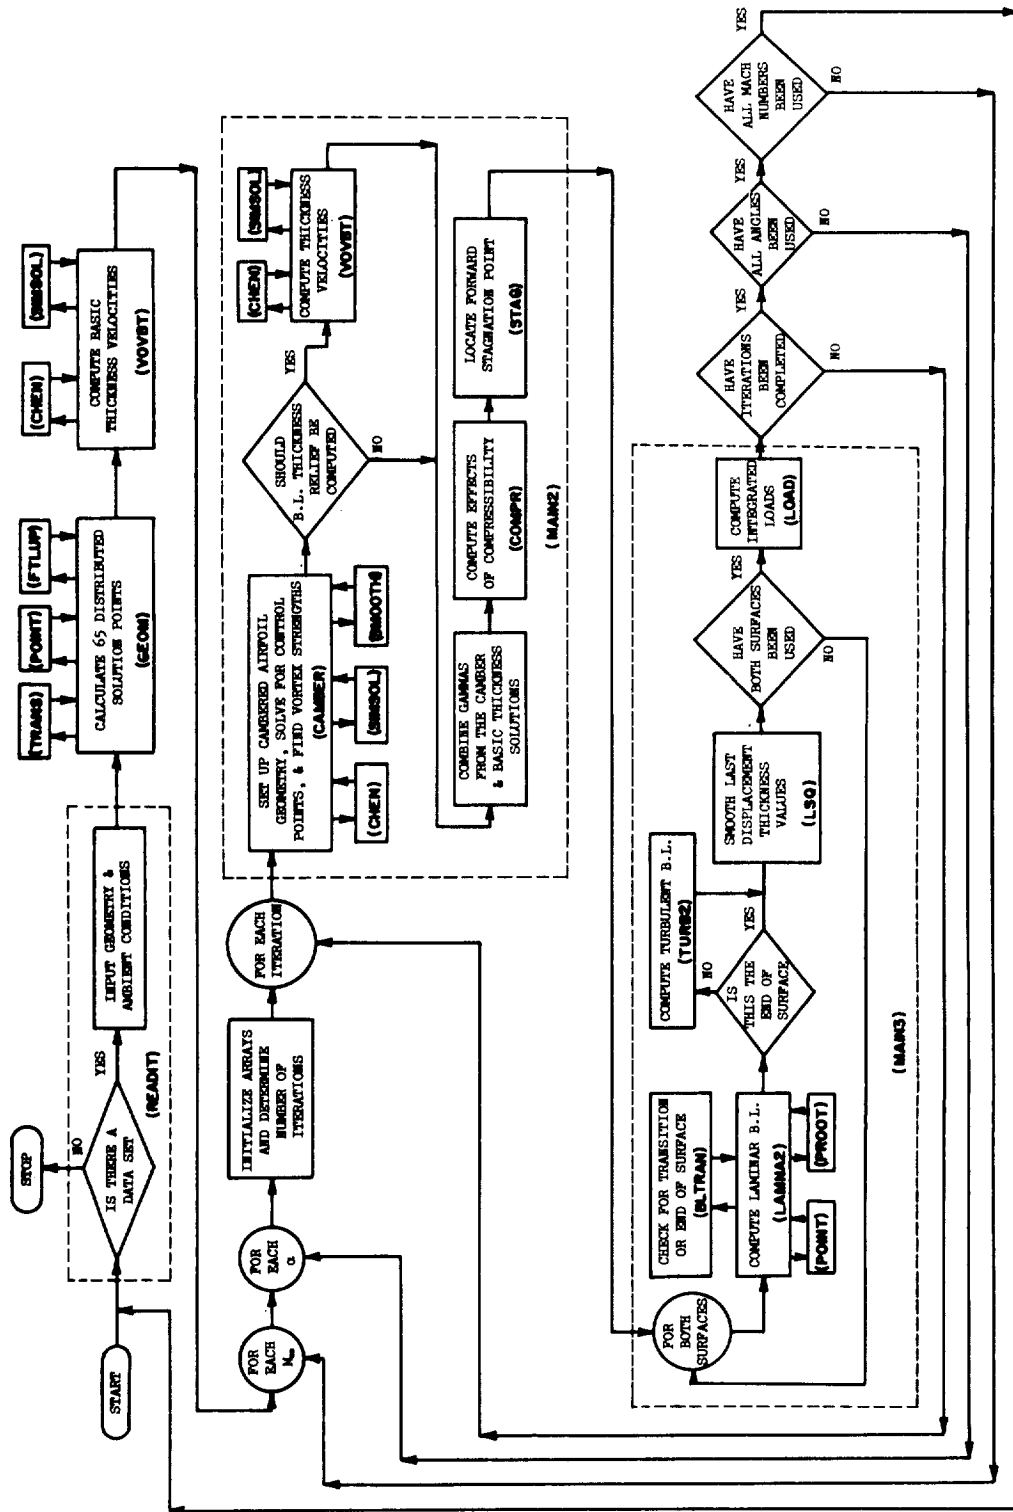 START
IS THERE A
DATA SET
NO
STOP
YES
INPUT GEOMETRY &
AMBIENT CONDITIONS
(READIT)
(TRANS)
(POINT)
(FTLUP)
CALCULATE 65 DISTRIBUTED
SOLUTION POINTS
(GEOM)
(CHEN)
(SIMSOL)
COMPUTE BASIC
THICKNESS VELOCITIES
(VOVBT)
FOR
EACH
M∞
FOR
EACH
α
INITIALIZE ARRAYS
AND DETERMINE
NUMBER OF
ITERATIONS
FOR EACH
ITERATION
SET UP CAMBERED AIRFOIL
GEOMETRY, SOLVE FOR CONTROL
POINTS, & FIND VORTEX STRENGTHS
(CAMBER)
(CHEN)
(SIMSOL)
(SMOOTH)
SHOULD
B.L. THICKNESS
RELIEF BE
COMPUTED
YES
NO
(CHEN)
(SIMSOL)
COMPUTE THICKNESS
VELOCITIES
(VOVBT)
COMBINE GAMMAS
FROM THE CAMBER
& BASIC THICKNESS
SOLUTIONS
COMPUTE EFFECTS
OF COMPRESSIBILITY
(COMPR)
LOCATE FORWARD
STAGNATION POINT
(STAG)
(MAIN2)
FOR
BOTH
SURFACES
CHECK FOR TRANSITION
OR END OF SURFACE
(BLTRAN)
COMPUTE LAMINAR B.L.
(LAMNA2)
(POINT)
(PROOT)
IS
THIS THE
END OF
SURFACE
NO
YES
COMPUTE TURBULENT B.L.
(TURB2)
SMOOTH LAST
DISPLACEMENT
THICKNESS
VALUES
(LSQ)
HAVE
BOTH SURFACES
BEEN
USED
YES
NO
COMPUTE
INTEGRATED
LOADS
(LOAD)
(MAIN3)
HAVE
ITERATIONS
BEEN
COMPLETED
YES
NO
HAVE
ALL ANGLES
BEEN
USED
YES
NO
HAVE
ALL MACH
NUMBERS
BEEN
USED
YES
NO